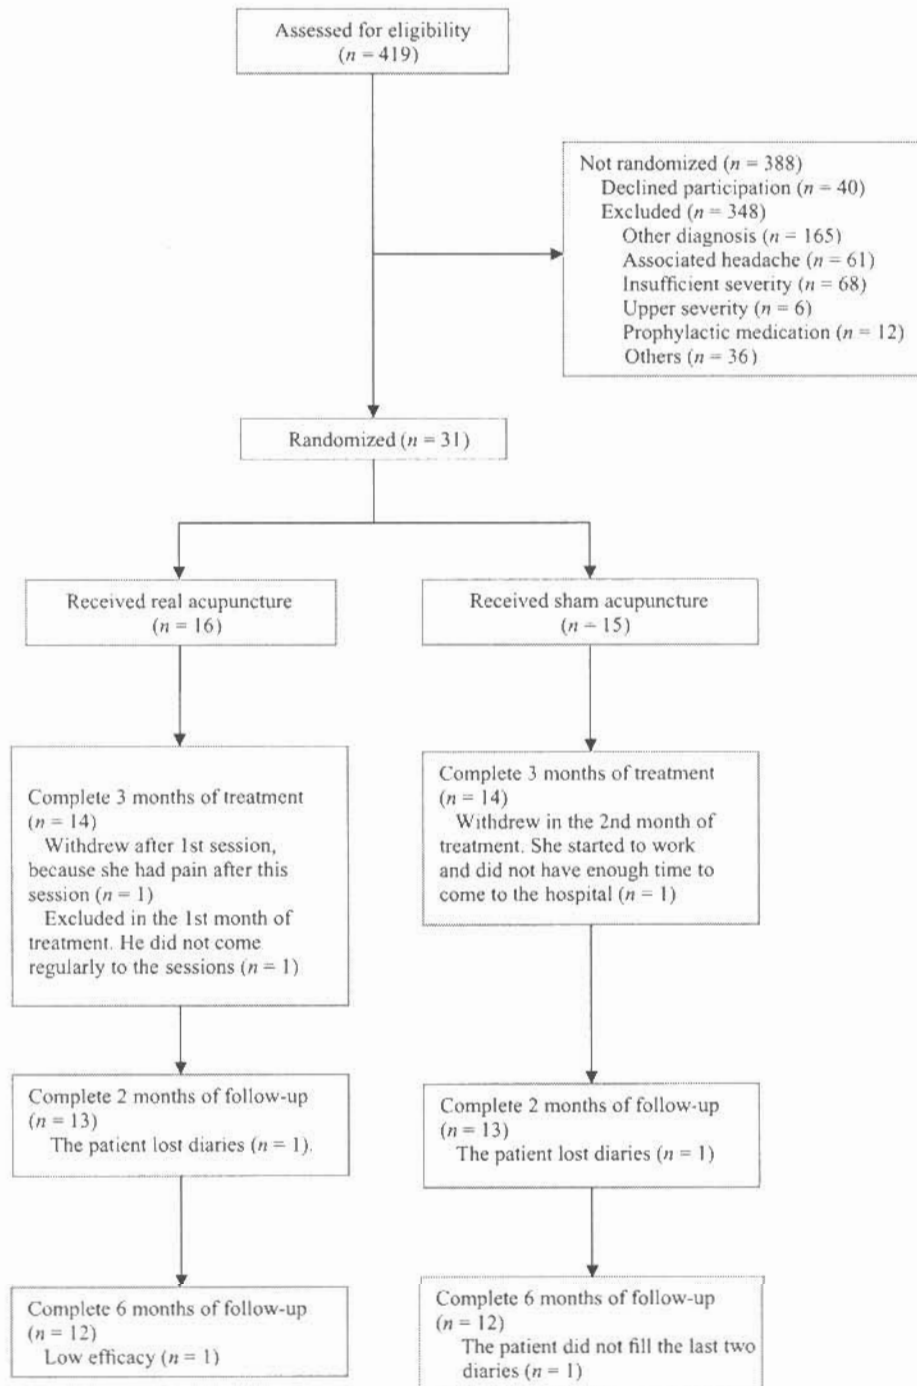 Assessed for eligibility
(n = 419)
Not randomized (n = 388)
Declined participation (n = 40)
Excluded (n = 348)
Other diagnosis (n = 165)
Associated headache (n = 61)
Insufficient severity (n = 68)
Upper severity (n = 6)
Prophylactic medication (n = 12)
Others (n = 36)
Randomized (n = 31)
Received real acupuncture
(n = 16)
Received sham acupuncture
(n = 15)
Complete 3 months of treatment
(n = 14)
Withdrew after 1st session,
because she had pain after this
session (n = 1)
Excluded in the 1st month of
treatment. He did not come
regularly to the sessions (n = 1)
Complete 3 months of treatment
(n = 14)
Withdrew in the 2nd month of
treatment. She started to work
and did not have enough time to
come to the hospital (n = 1)
Complete 2 months of follow-up
(n = 13)
The patient lost diaries (n = 1).
Complete 2 months of follow-up
(n = 13)
The patient lost diaries (n = 1)
Complete 6 months of follow-up
(n = 12)
Low efficacy (n = 1)
Complete 6 months of follow-up
(n = 12)
The patient did not fill the last two
diaries (n = 1)